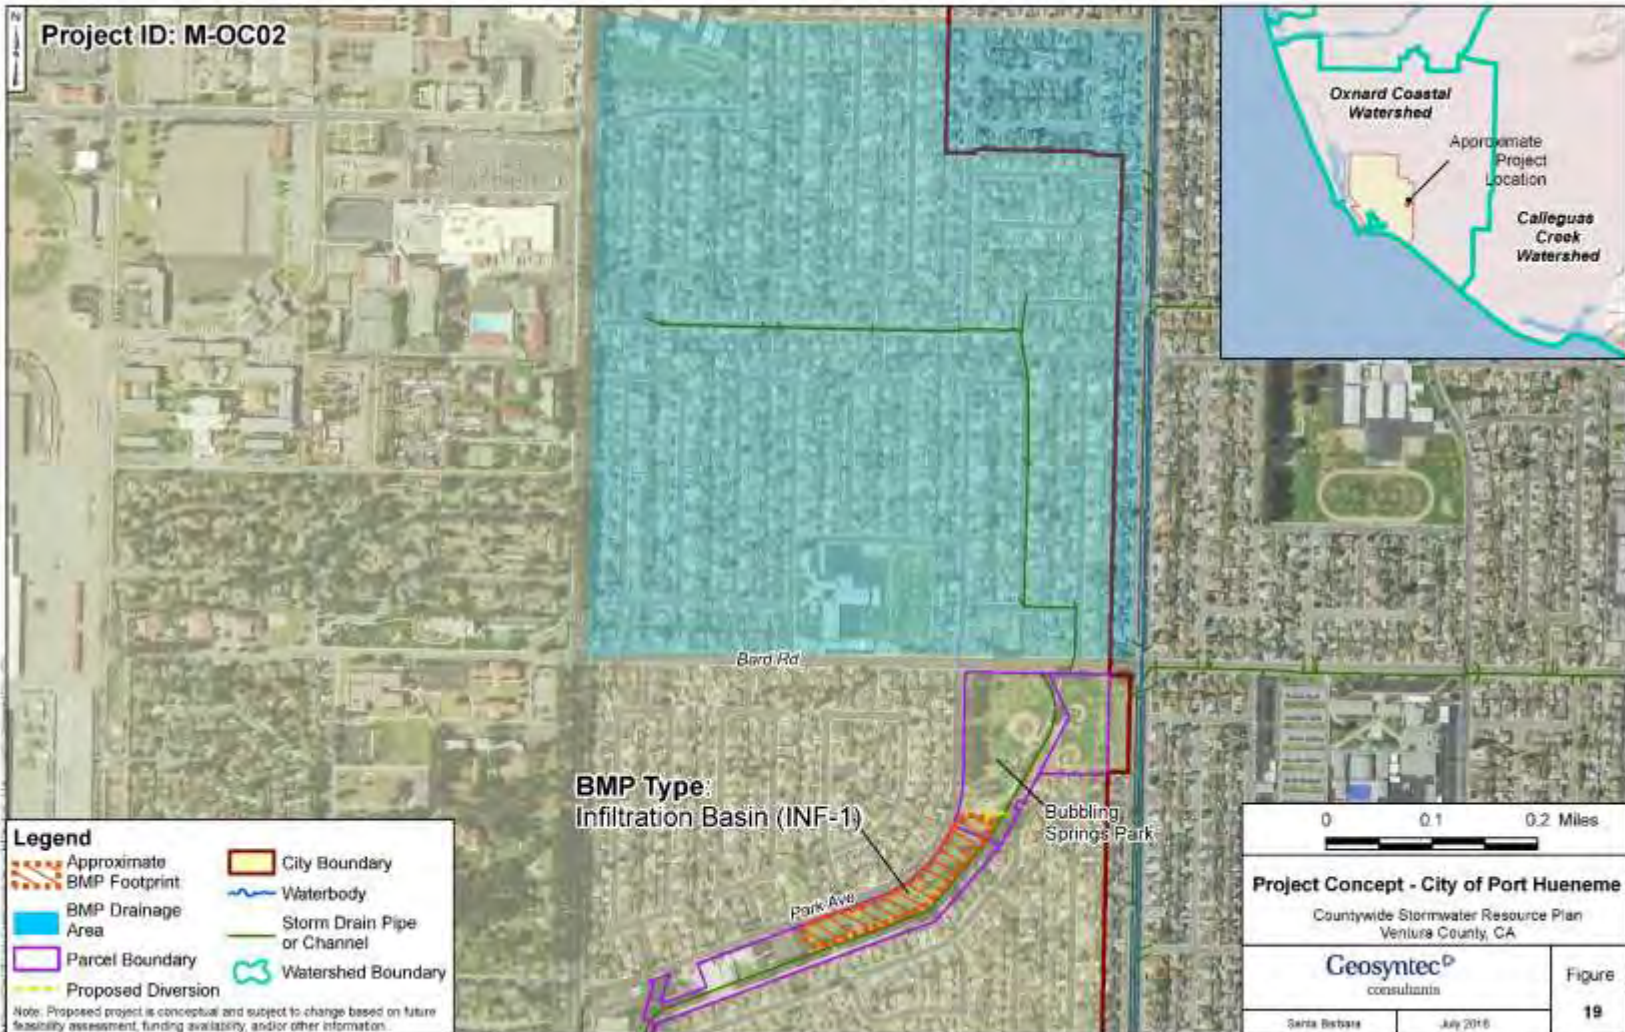 N
Project ID: M-OC02
Oxnard Coastal
Watershed
Approximate
Project
Location
Calleguas
Creek
Watershed
Bard Rd
BMP Type:
Infiltration Basin (INF-1)
Bubbling
Springs Park
Park Ave
Legend
Approximate
BMP Footprint
BMP Drainage
Area
Parcel Boundary
Proposed Diversion
City Boundary
Waterbody
Storm Drain Pipe
or Channel
Watershed Boundary
Note: Proposed project is conceptual and subject to change based on future
feasibility assessment, funding availability, and/or other information.
0 0.1 0.2 Miles
Project Concept - City of Port Hueneme
Countywide Stormwater Resource Plan
Ventura County, CA
Geosyntec
consultants
Figure
19
Santa Barbara
July 2016